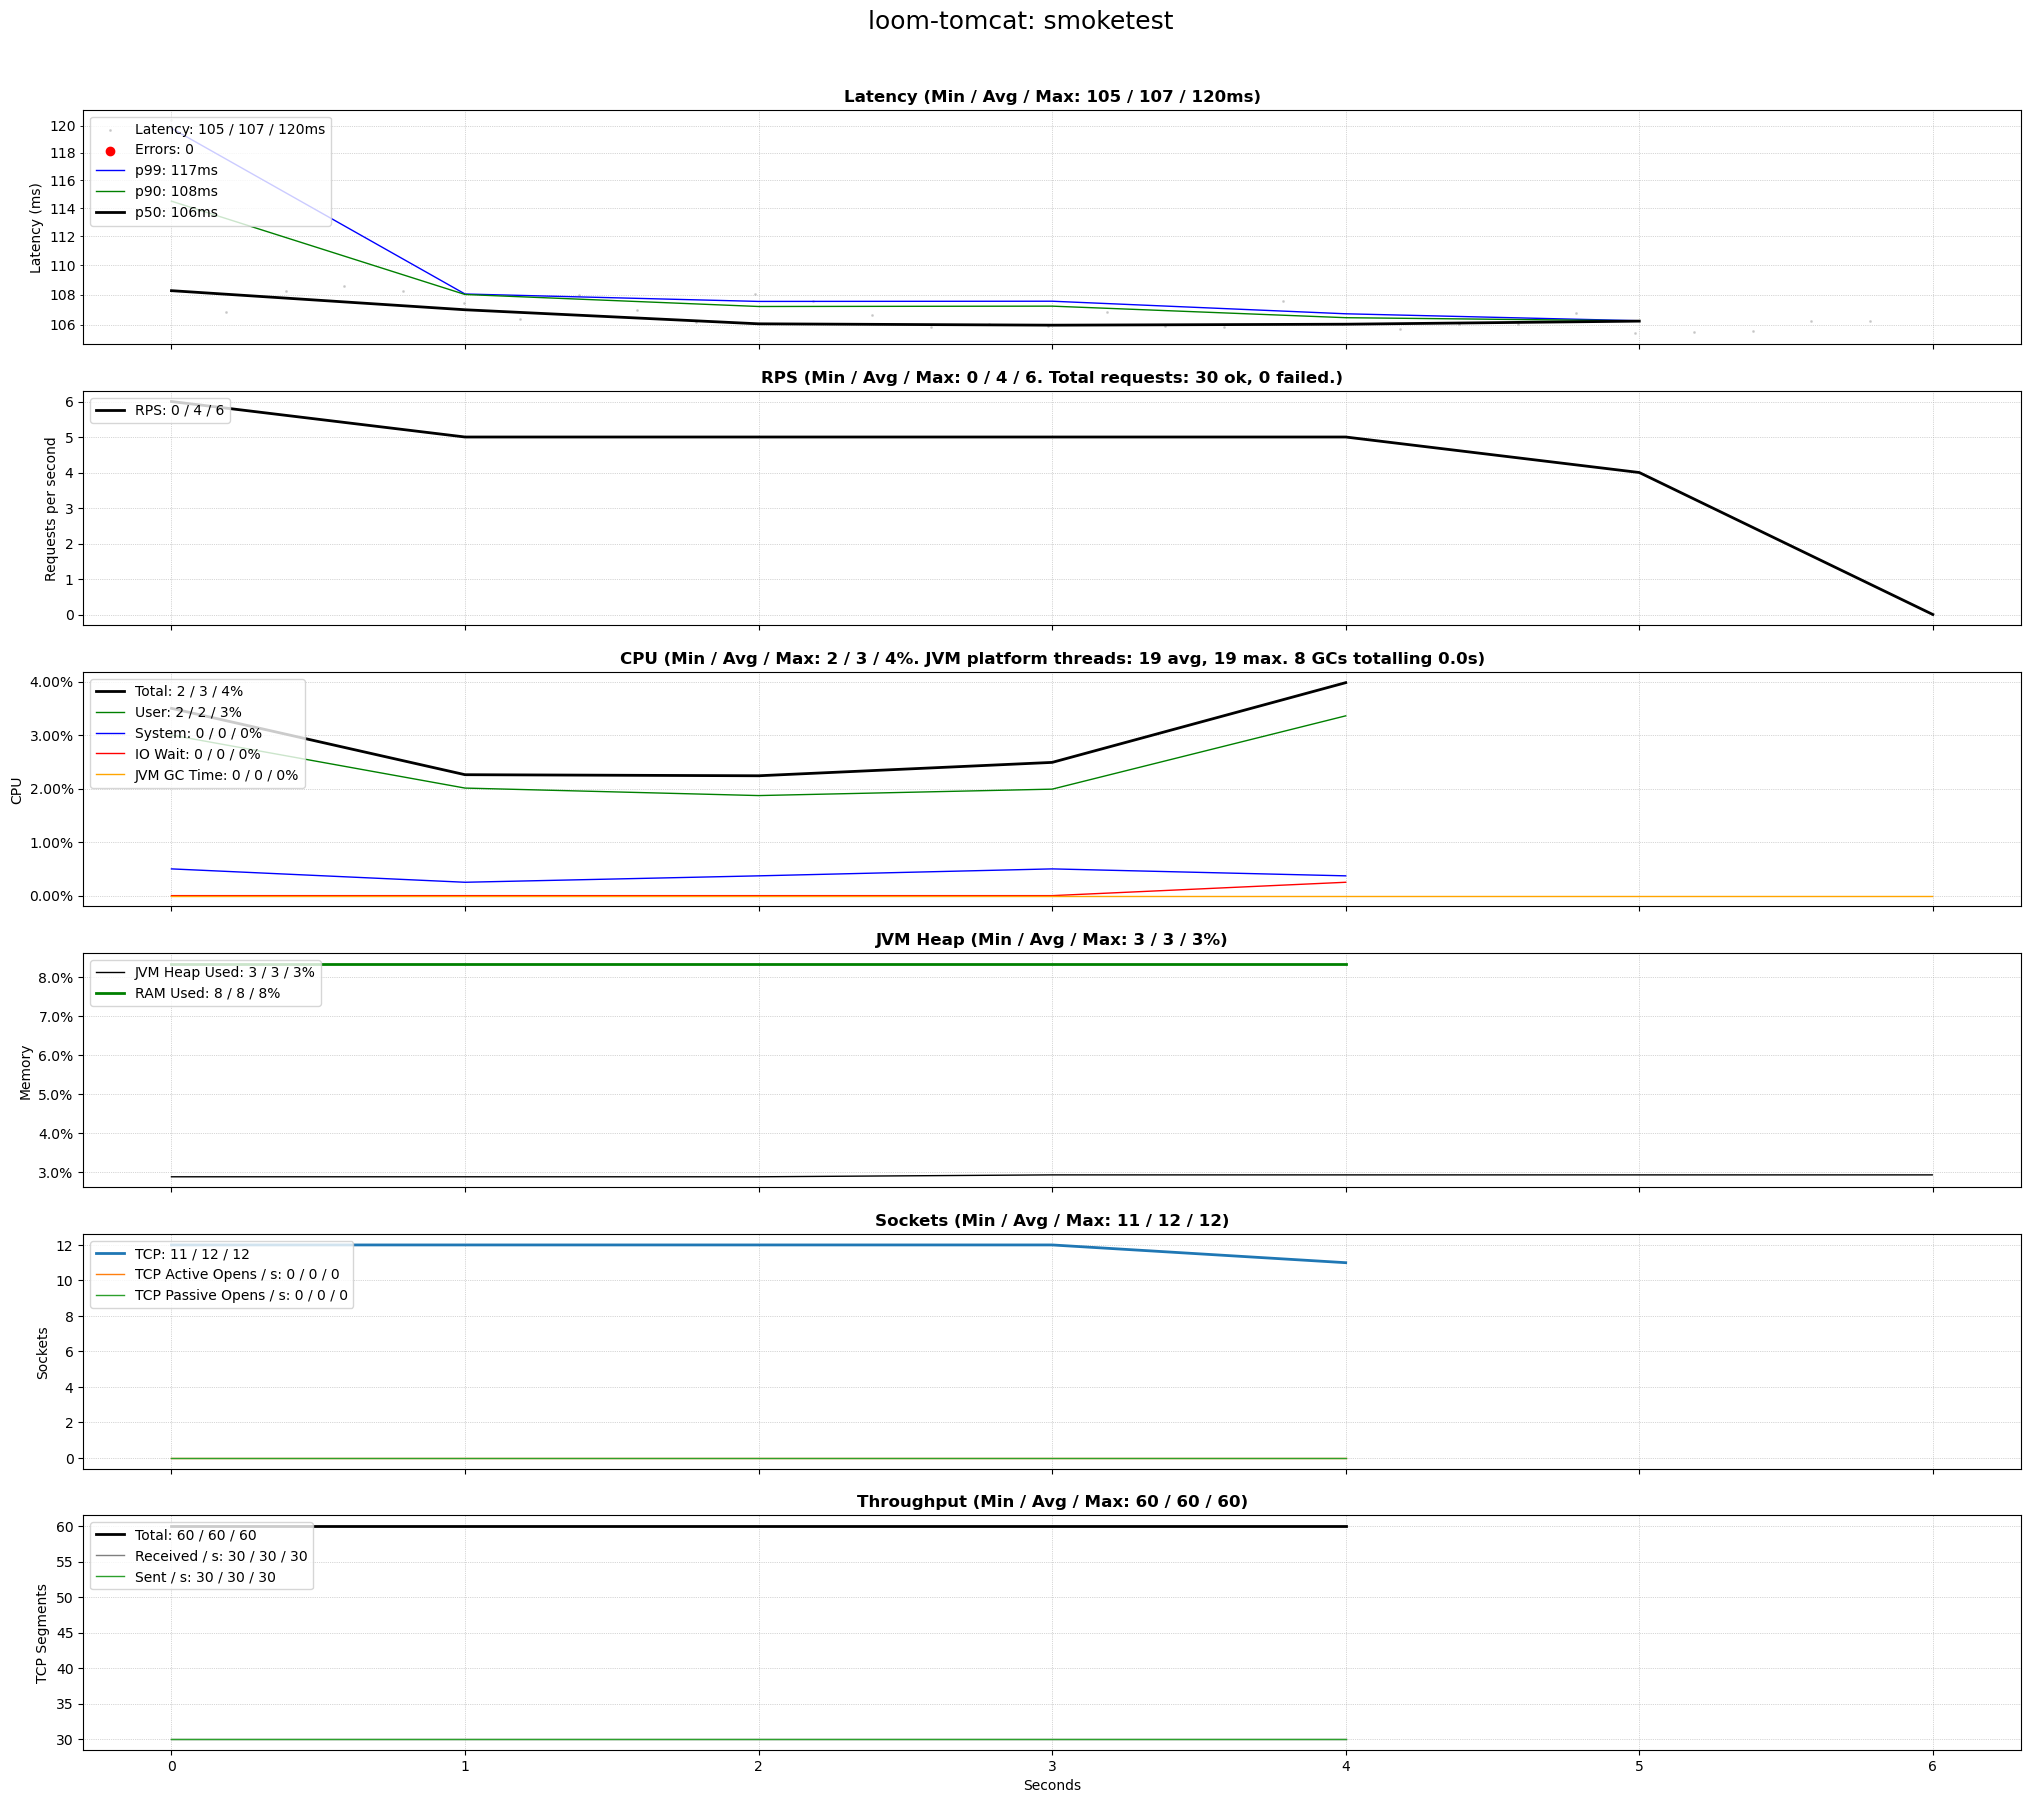 loom-tomcat: smoketest
Latency (Min / Avg / Max: 105 / 107 / 120ms)
Latency (ms)
120
118
116
114
112
110
108
106
Latency: 105 / 107 / 120ms
Errors: 0
p99: 117ms
p90: 108ms
p50: 106ms
RPS (Min / Avg / Max: 0 / 4 / 6. Total requests: 30 ok, 0 failed.)
Requests per second
6
5
4
3
2
1
0
RPS: 0 / 4 / 6
CPU (Min / Avg / Max: 2 / 3 / 4%. JVM platform threads: 19 avg, 19 max. 8 GCs totalling 0.0s)
CPU
4.00%
3.00%
2.00%
1.00%
0.00%
Total: 2 / 3 / 4%
User: 2 / 2 / 3%
System: 0 / 0 / 0%
IO Wait: 0 / 0 / 0%
JVM GC Time: 0 / 0 / 0%
JVM Heap (Min / Avg / Max: 3 / 3 / 3%)
Memory
8.0%
7.0%
6.0%
5.0%
4.0%
3.0%
JVM Heap Used: 3 / 3 / 3%
RAM Used: 8 / 8 / 8%
Sockets (Min / Avg / Max: 11 / 12 / 12)
Sockets
12
10
8
6
4
2
0
TCP: 11 / 12 / 12
TCP Active Opens / s: 0 / 0 / 0
TCP Passive Opens / s: 0 / 0 / 0
Throughput (Min / Avg / Max: 60 / 60 / 60)
TCP Segments
60
55
50
45
40
35
30
Total: 60 / 60 / 60
Received / s: 30 / 30 / 30
Sent / s: 30 / 30 / 30
0 1 2 3 4 5 6
Seconds